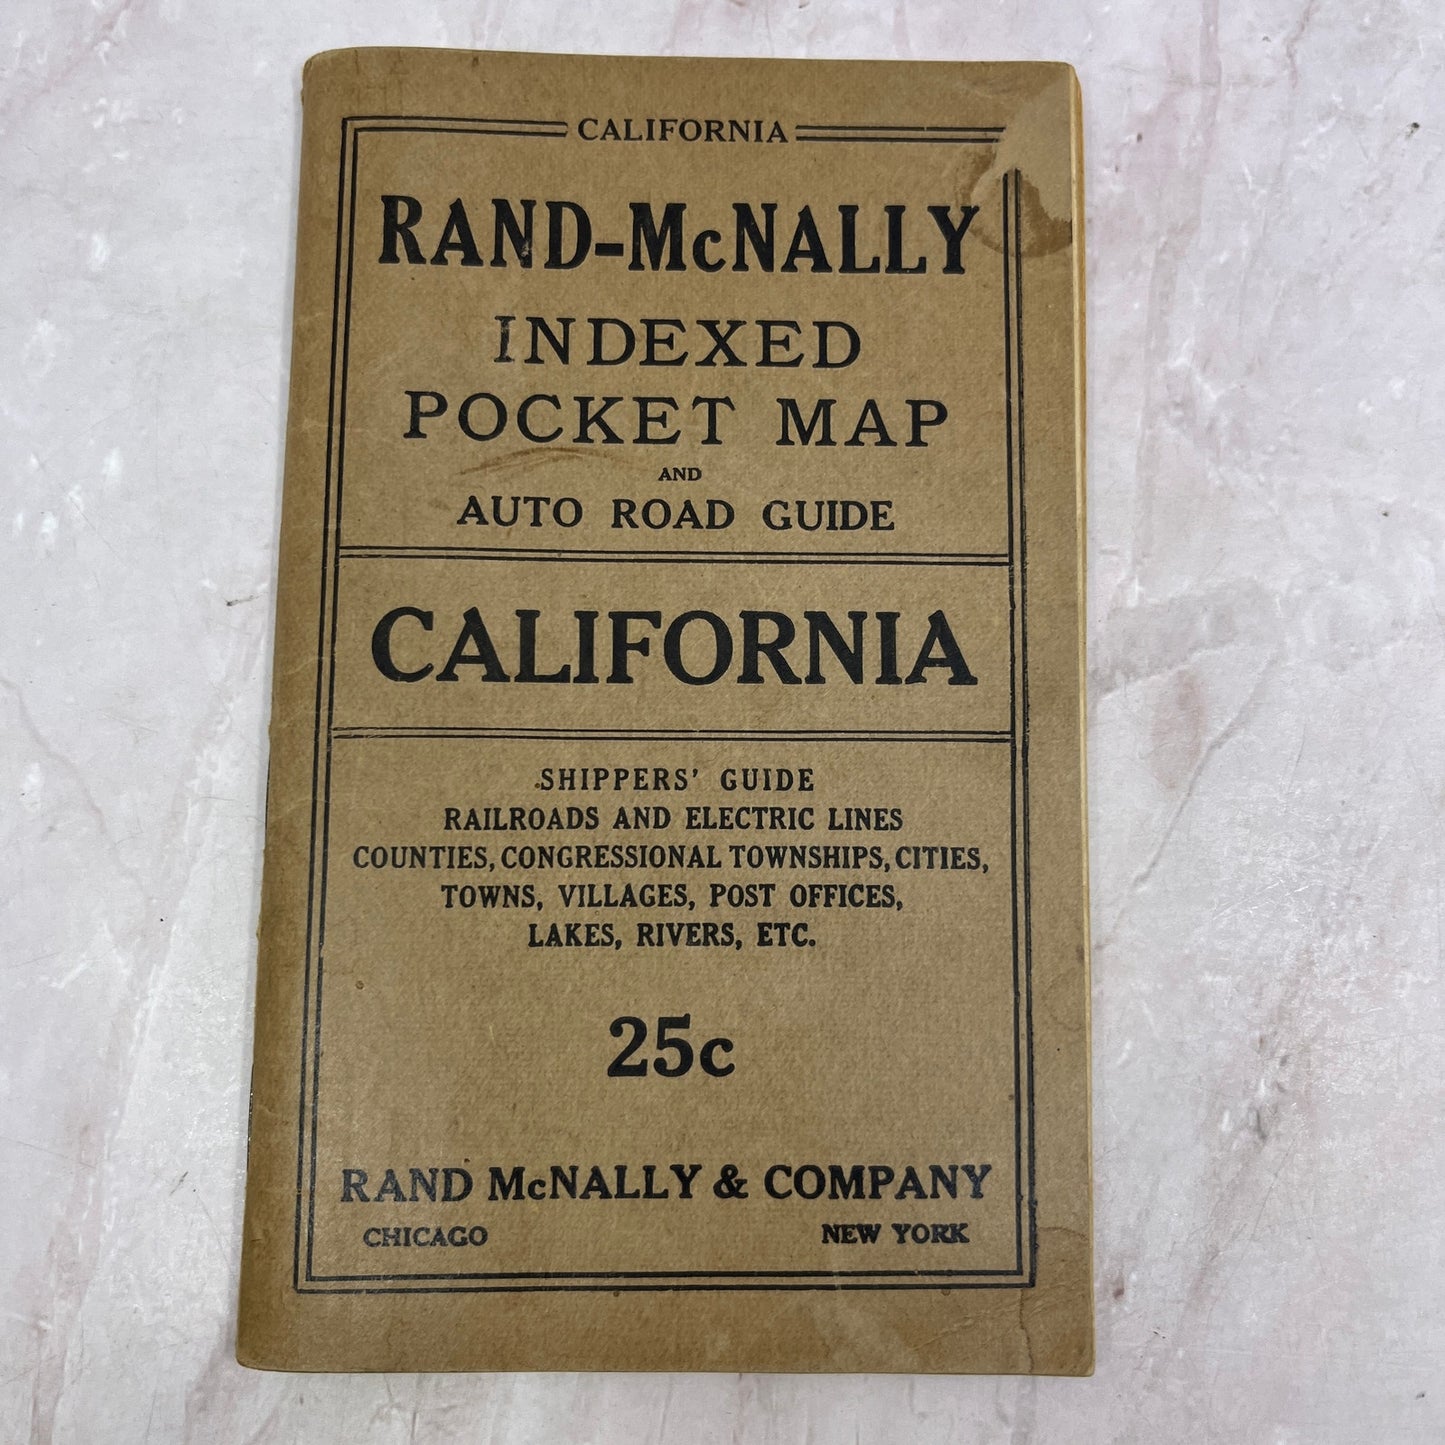 CALIFORNIA
RAND-McNALLY
INDEXED
POCKET MAP
AND
AUTO ROAD GUIDE
CALIFORNIA
SHIPPERS' GUIDE
RAILROADS AND ELECTRIC LINES
COUNTIES, CONGRESSIONAL TOWNSHIPS, CITIES,
TOWNS, VILLAGES, POST OFFICES,
LAKES, RIVERS, ETC.
25c
RAND McNALLY & COMPANY
CHICAGO NEW YORK